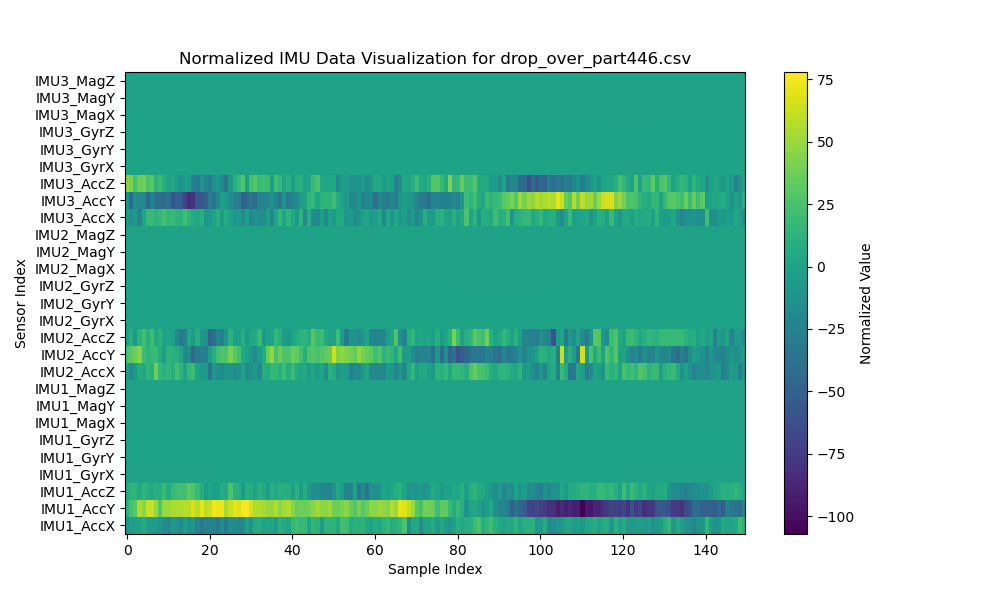 Normalized IMU Data Visualization for drop_over_part446.csv
IMU3_MagZ
IMU3_MagY
IMU3_MagX
IMU3_GyrZ
IMU3_GyrY
IMU3_GyrX
IMU3_AccZ
IMU3_AccY
IMU3_AccX
IMU2_MagZ
IMU2_MagY
IMU2_MagX
IMU2_GyrZ
IMU2_GyrY
IMU2_GyrX
IMU2_AccZ
IMU2_AccY
IMU2_AccX
IMU1_MagZ
IMU1_MagY
IMU1_MagX
IMU1_GyrZ
IMU1_GyrY
IMU1_GyrX
IMU1_AccZ
IMU1_AccY
IMU1_AccX
Sensor Index
0 20 40 60 80 100 120 140
Sample Index
75
50
25
0
−25
−50
−75
−100
Normalized Value